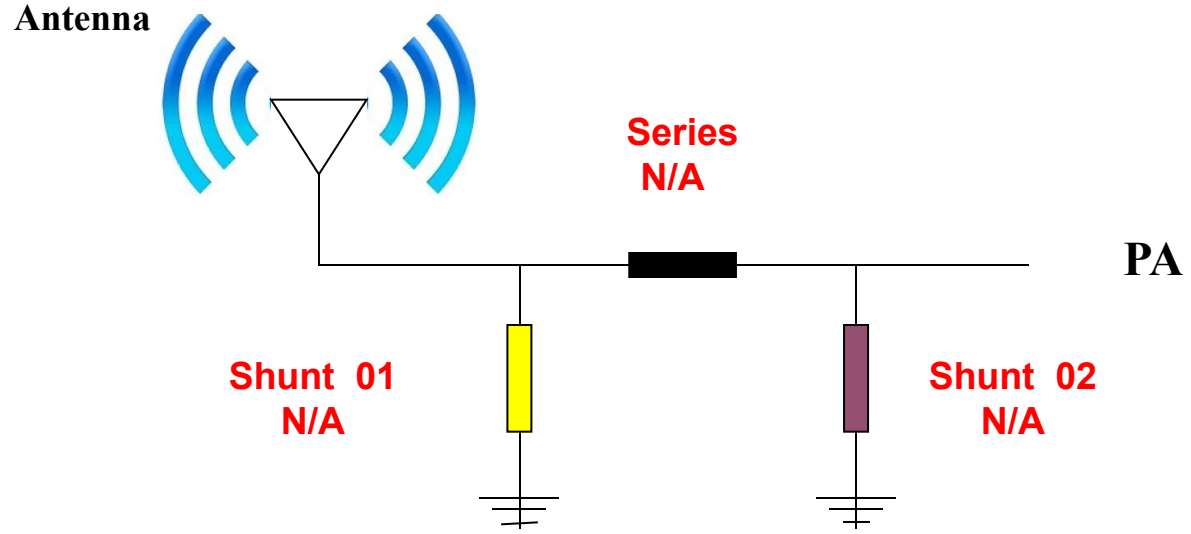 Antenna
Series
N/A
PA
Shunt 01
N/A
Shunt 02
N/A